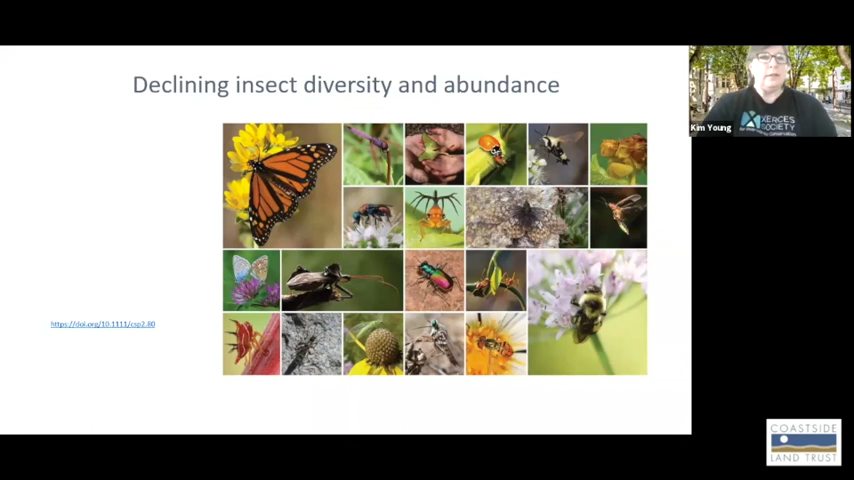 Declining insect diversity and abundance
https://doi.org/10.1111/csp2.80
XERCES
SOCIETY
Kim Young
COASTSIDE
LAND TRUST